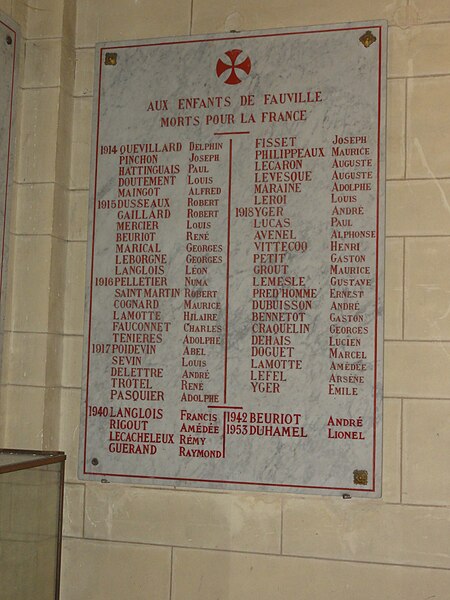 AUX ENFANTS DE FAUVILLE
MORTS POUR LA FRANCE
1914 QUEVILLARD DELPHIN
PINCHON JOSEPH
HATTINGUAIS PAUL
DOUTEMENT LOUIS
MAINGOT ALFRED
1915 DUSSEAUX ROBERT
GAILLARD ROBERT
MERCIER LOUIS
BEURIOT RENÉ
MARICAL GEORGES
LEBORGNE GEORGES
LANGLOIS LÉON
1916 PELLETIER NUMA
SAINT MARTIN ROBERT
COGNARD MAURICE
LAMOTTE HILAIRE
FAUCONNET CHARLES
TENIERES ADOLPHE
1917 POIDEVIN ABEL
SEVIN LOUIS
DELETTRE ANDRÉ
TROTEL RENÉ
PASQUIER ADOLPHE
FISSET JOSEPH
PHILIPPEAUX MAURICE
LECARON AUGUSTE
LEVESQUE AUGUSTE
MARAINE ADOLPHE
LEROI LOUIS
1918 YGER ANDRÉ
LUCAS PAUL
AVENEL ALPHONSE
VITTECOQ HENRI
PETIT GASTON
GROUT MAURICE
LEMESLE GUSTAVE
PRED'HOMME ERNEST
DUBUISSON ANDRÉ
BENNETOT GASTON
CRAQUELIN GEORGES
DEHAIS LUCIEN
DOGUET MARCEL
LAMOTTE AMÉDÉE
LEFEL ARSÈNE
YGER EMILE
1940 LANGLOIS FRANCIS
RIGOUT AMÉDÉE
LECACHELEUX RÉMY
GUERAND RAYMOND
1942 BEURIOT ANDRÉ
1953 DUHAMEL LIONEL